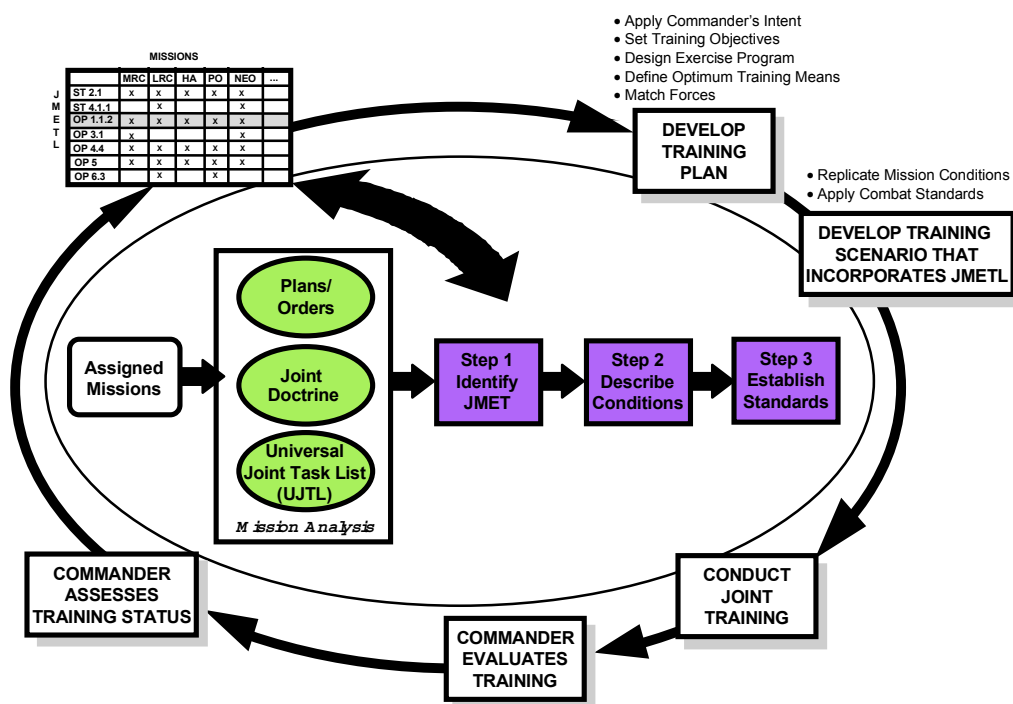 MISSIONS
MRC LRC HA PO NEO ...
J M E T L
ST 2.1 x x x x x
ST 4.1.1 x x
OP 1.1.2 x x x x x
OP 3.1 x x
OP 4.4 x x x x x
OP 5 x x x x x
OP 6.3 x x
• Apply Commander's Intent
• Set Training Objectives
• Design Exercise Program
• Define Optimum Training Means
• Match Forces
DEVELOP
TRAINING
PLAN
• Replicate Mission Conditions
• Apply Combat Standards
DEVELOP TRAINING
SCENARIO THAT
INCORPORATES JMETL
Assigned
Missions
Plans/
Orders
Joint
Doctrine
Universal
Joint Task List
(UJTL)
Mission Analysis
Step 1
Identify
JMET
Step 2
Describe
Conditions
Step 3
Establish
Standards
CONDUCT
JOINT
TRAINING
COMMANDER
EVALUATES
TRAINING
COMMANDER
ASSESSES
TRAINING STATUS